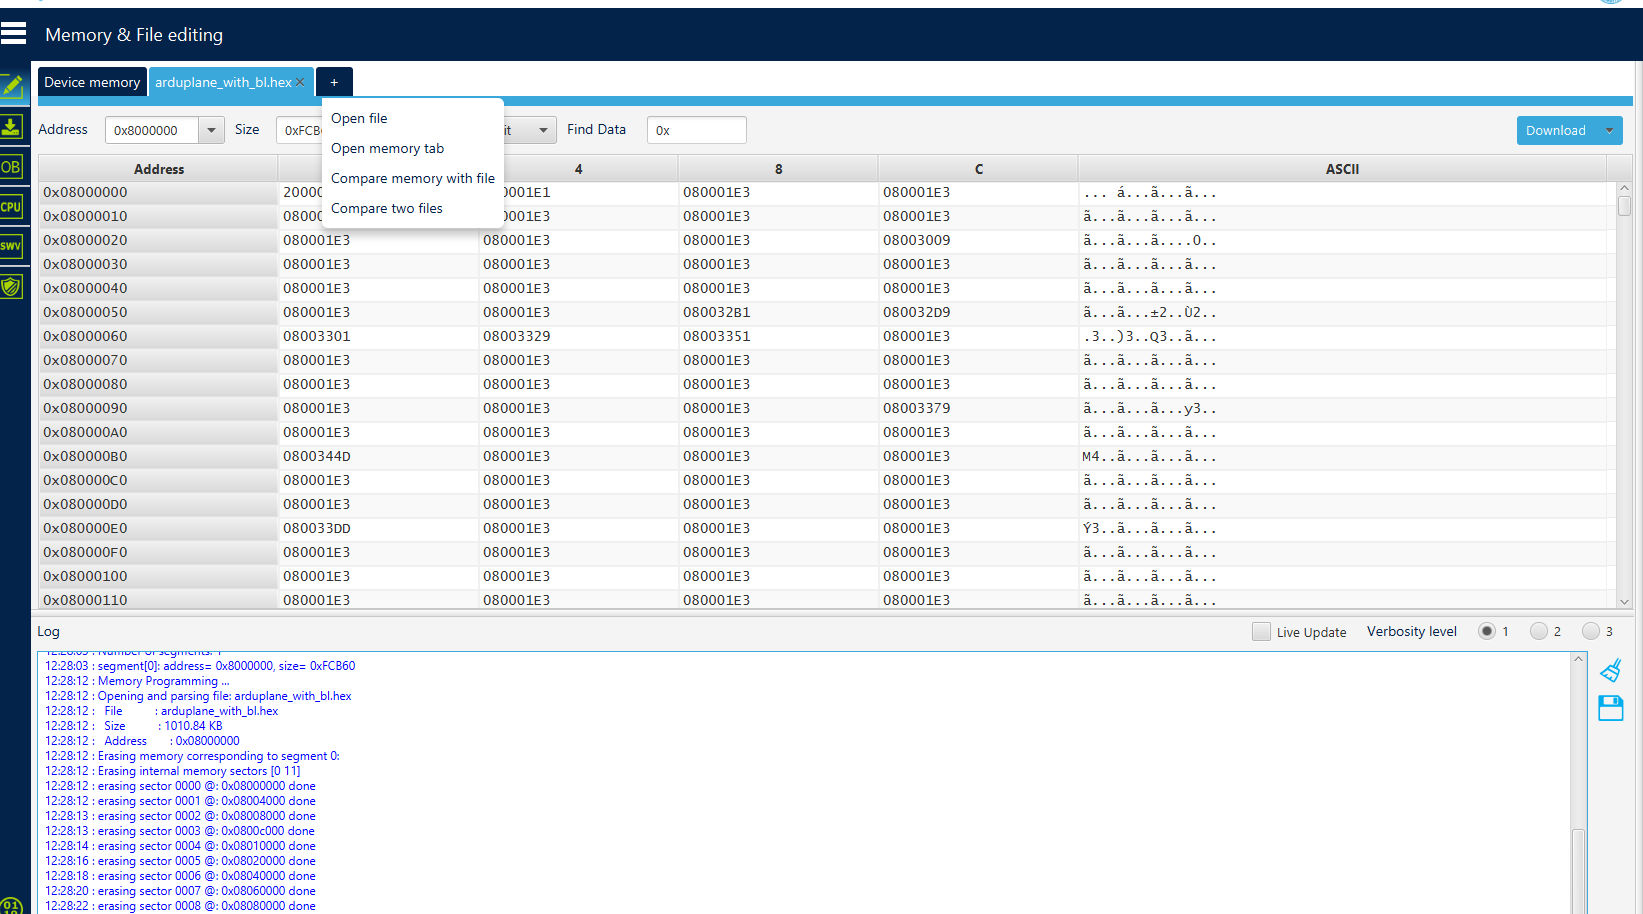 Memory & File editing
Device memory arduplane_with_bl.hex × +
Open file
Open memory tab
Compare memory with file
Compare two files
Address 0x8000000 Size 0xFCB it Find Data 0x Download
OB
CPU
SWV
Address 4 8 C ASCII
0x08000000 2000 0001E1 080001E3 080001E3 ... á...ã...ã...
0x08000010 0800 0001E3 080001E3 080001E3 ã...ã...ã...ã...
0x08000020 080001E3 080001E3 080001E3 08003009 ã...ã...ã....0..
0x08000030 080001E3 080001E3 080001E3 080001E3 ã...ã...ã...ã...
0x08000040 080001E3 080001E3 080001E3 080001E3 ã...ã...ã...ã...
0x08000050 080001E3 080001E3 080032B1 080032D9 ã...ã...±2..Ù2..
0x08000060 08003301 08003329 08003351 080001E3 .3..)3..Q3..ã...
0x08000070 080001E3 080001E3 080001E3 080001E3 ã...ã...ã...ã...
0x08000080 080001E3 080001E3 080001E3 080001E3 ã...ã...ã...ã...
0x08000090 080001E3 080001E3 080001E3 08003379 ã...ã...ã...y3..
0x080000A0 080001E3 080001E3 080001E3 080001E3 ã...ã...ã...ã...
0x080000B0 0800344D 080001E3 080001E3 080001E3 M4..ã...ã...ã...
0x080000C0 080001E3 080001E3 080001E3 080001E3 ã...ã...ã...ã...
0x080000D0 080001E3 080001E3 080001E3 080001E3 ã...ã...ã...ã...
0x080000E0 080033DD 080001E3 080001E3 080001E3 Ý3..ã...ã...ã...
0x080000F0 080001E3 080001E3 080001E3 080001E3 ã...ã...ã...ã...
0x08000100 080001E3 080001E3 080001E3 080001E3 ã...ã...ã...ã...
0x08000110 080001E3 080001E3 080001E3 080001E3 ã...ã...ã...ã...
Log Live Update Verbosity level 1 2 3
12:28:03 : Number of segments: 1
12:28:03 : segment[0]: address= 0x8000000, size= 0xFCB60
12:28:12 : Memory Programming ...
12:28:12 : Opening and parsing file: arduplane_with_bl.hex
12:28:12 : File : arduplane_with_bl.hex
12:28:12 : Size : 1010.84 KB
12:28:12 : Address : 0x08000000
12:28:12 : Erasing memory corresponding to segment 0:
12:28:12 : Erasing internal memory sectors [0 11]
12:28:12 : erasing sector 0000 @: 0x08000000 done
12:28:12 : erasing sector 0001 @: 0x08004000 done
12:28:13 : erasing sector 0002 @: 0x08008000 done
12:28:13 : erasing sector 0003 @: 0x0800c000 done
12:28:14 : erasing sector 0004 @: 0x08010000 done
12:28:16 : erasing sector 0005 @: 0x08020000 done
12:28:18 : erasing sector 0006 @: 0x08040000 done
12:28:20 : erasing sector 0007 @: 0x08060000 done
12:28:22 : erasing sector 0008 @: 0x08080000 done